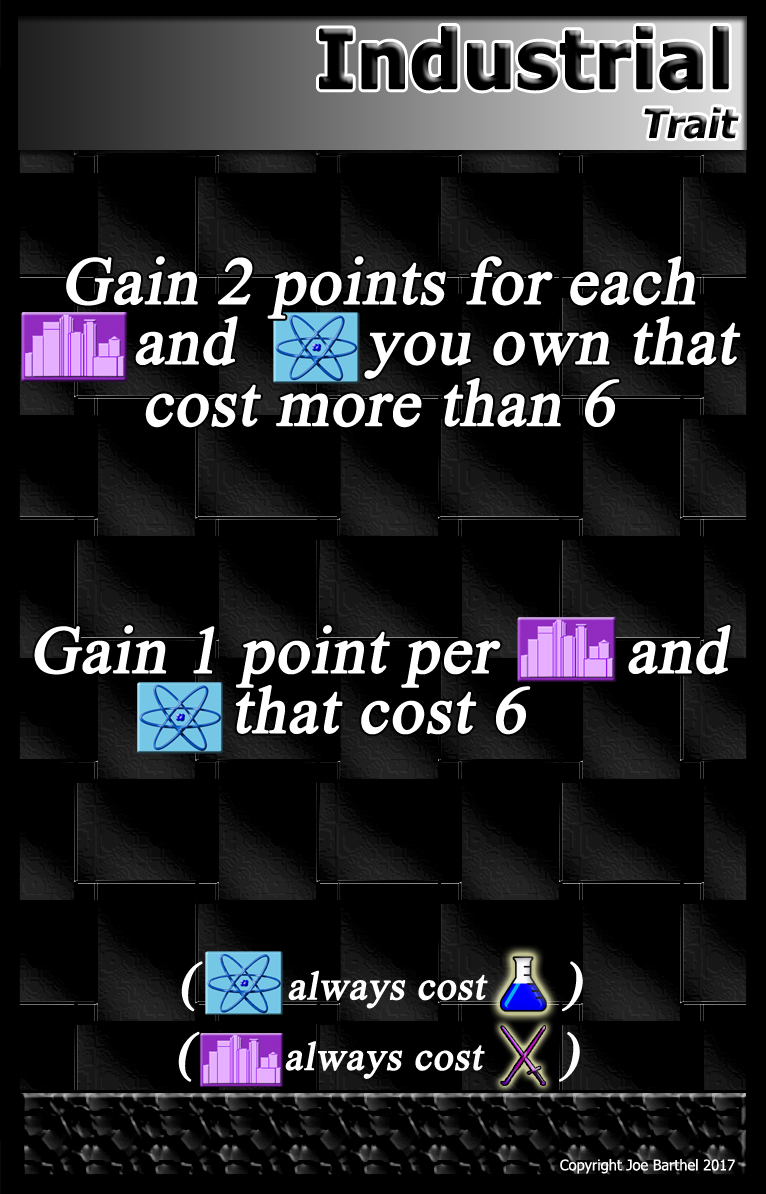 Industrial
Trait
Gain 2 points for each
and you own that
cost more than 6
Gain 1 point per and
that cost 6
( always cost )
( always cost )
Copyright Joe Barthel 2017